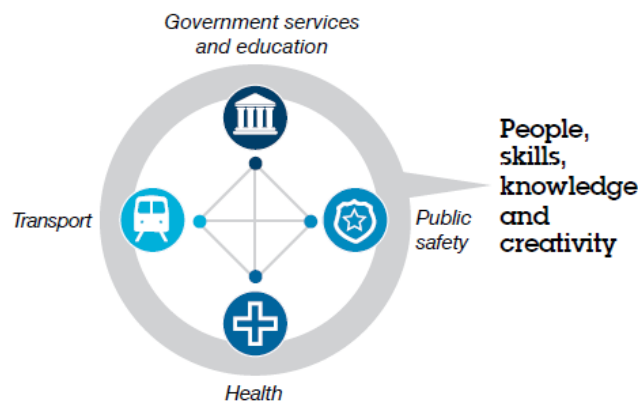 Government services
and education
Transport
Public
safety
Health
People,
skills,
knowledge
and
creativity